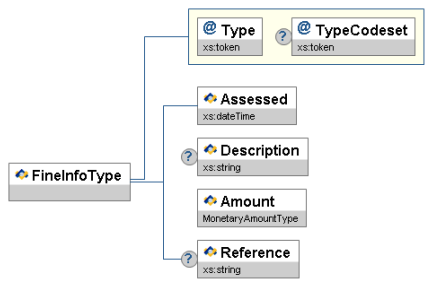 @ Type
xs:token
? @ TypeCodeset
xs:token
Assessed
xs:dateTime
? Description
xs:string
FineInfoType
Amount
MonetaryAmountType
? Reference
xs:string